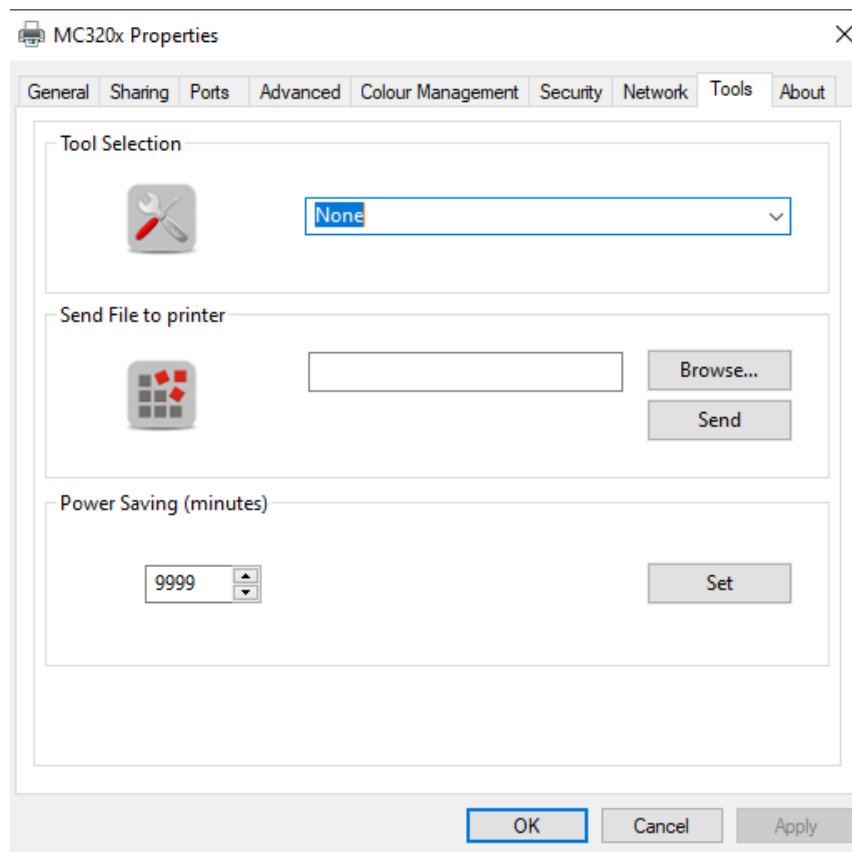 MC320x Properties
General Sharing Ports Advanced Colour Management Security Network Tools About
Tool Selection
None
Send File to printer
Browse...
Send
Power Saving (minutes)
9999
Set
OK Cancel Apply